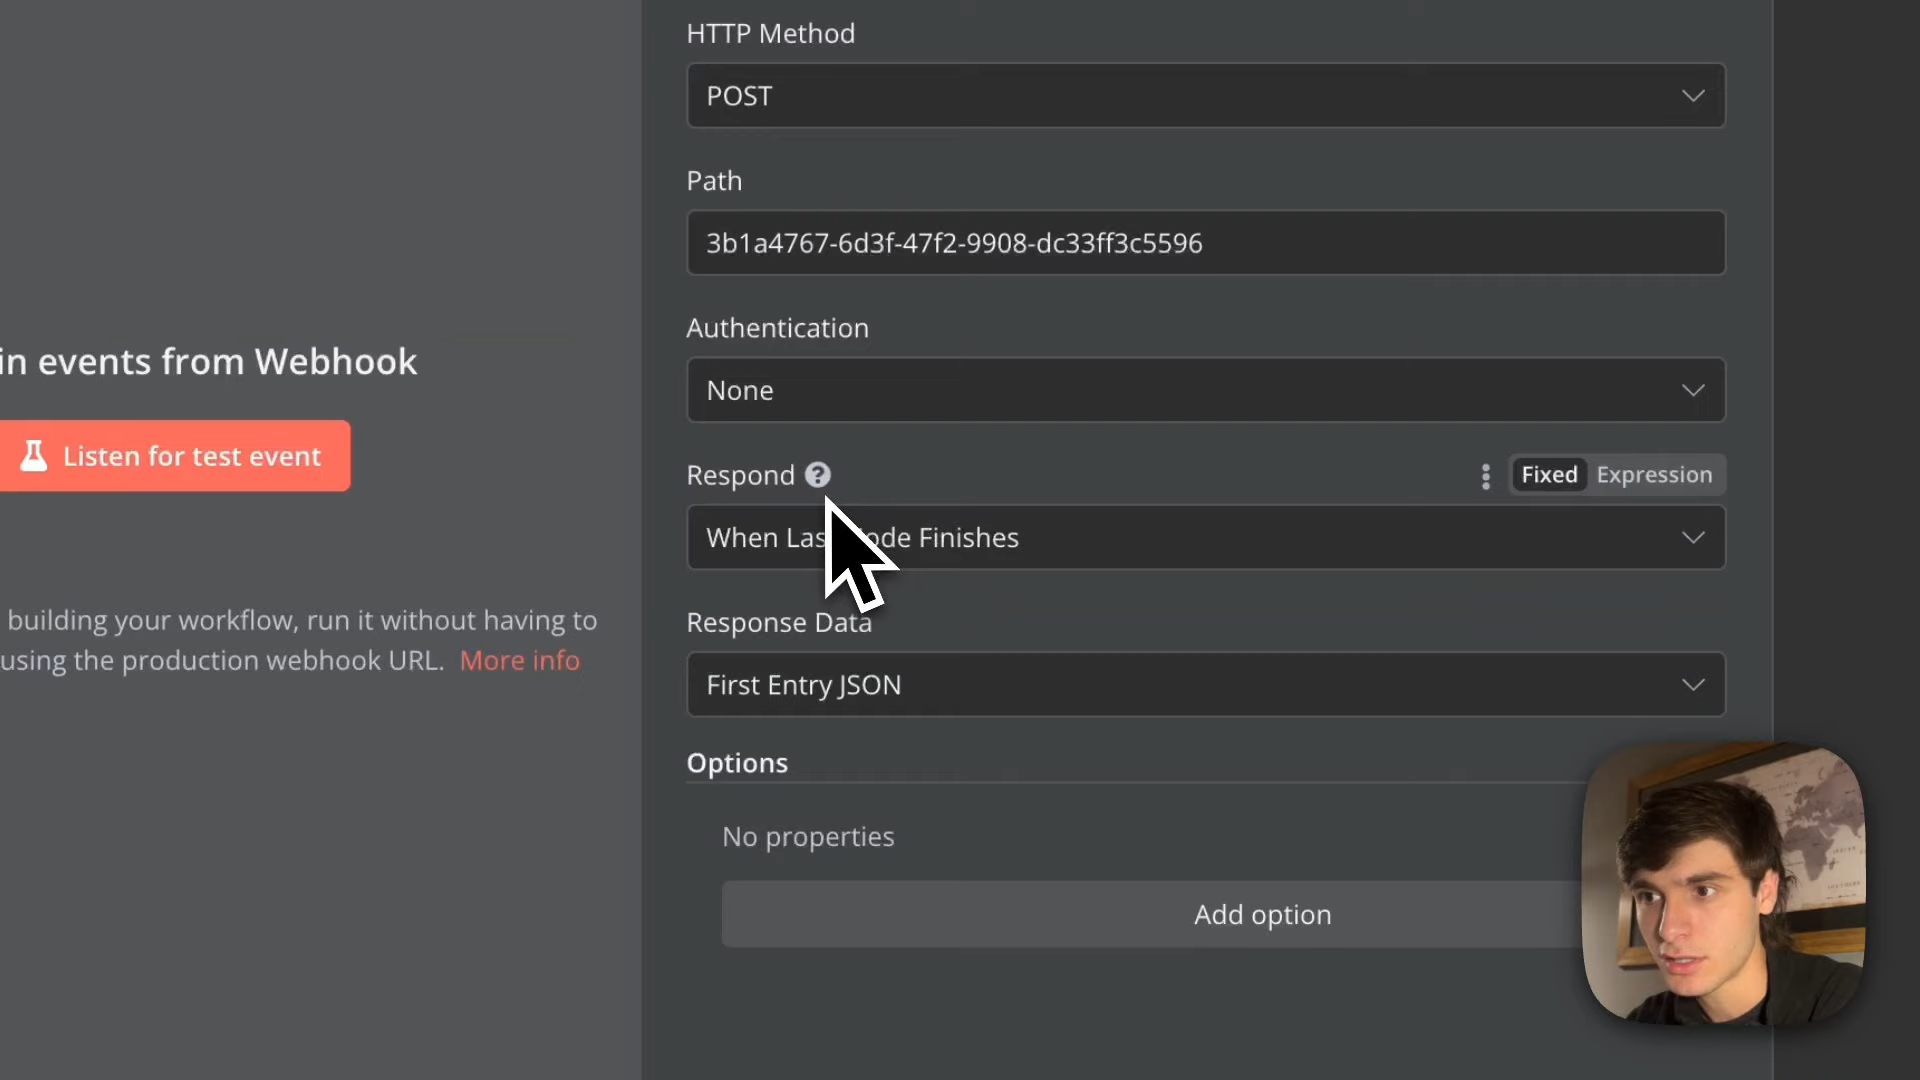 HTTP Method
POST
Path
3b1a4767-6d3f-47f2-9908-dc33ff3c5596
Authentication
None
in events from Webhook
Listen for test event
Respond ?
Fixed Expression
When Las ode Finishes
building your workflow, run it without having to
using the production webhook URL. More info
Response Data
First Entry JSON
Options
No properties
Add option